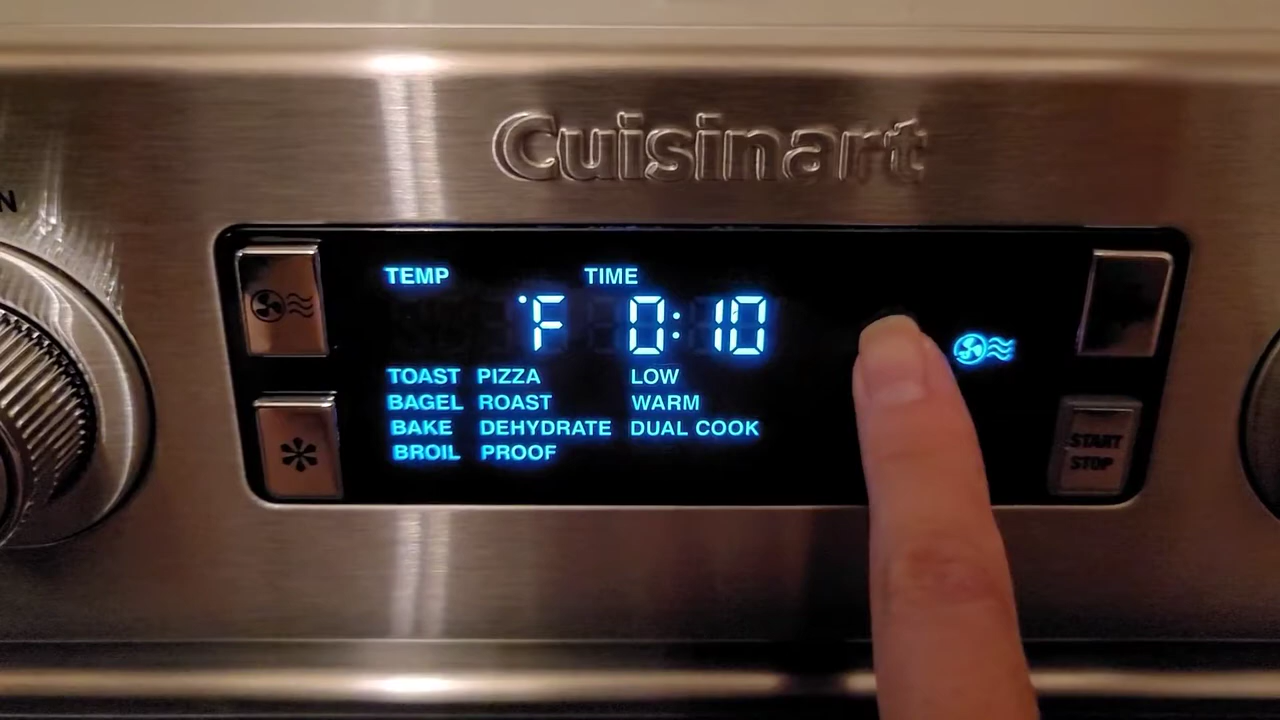 Cuisinart
N
TEMP TIME
°F 0:10
TOAST PIZZA LOW
BAGEL ROAST WARM
BAKE DEHYDRATE DUAL COOK
BROIL PROOF
START
STOP